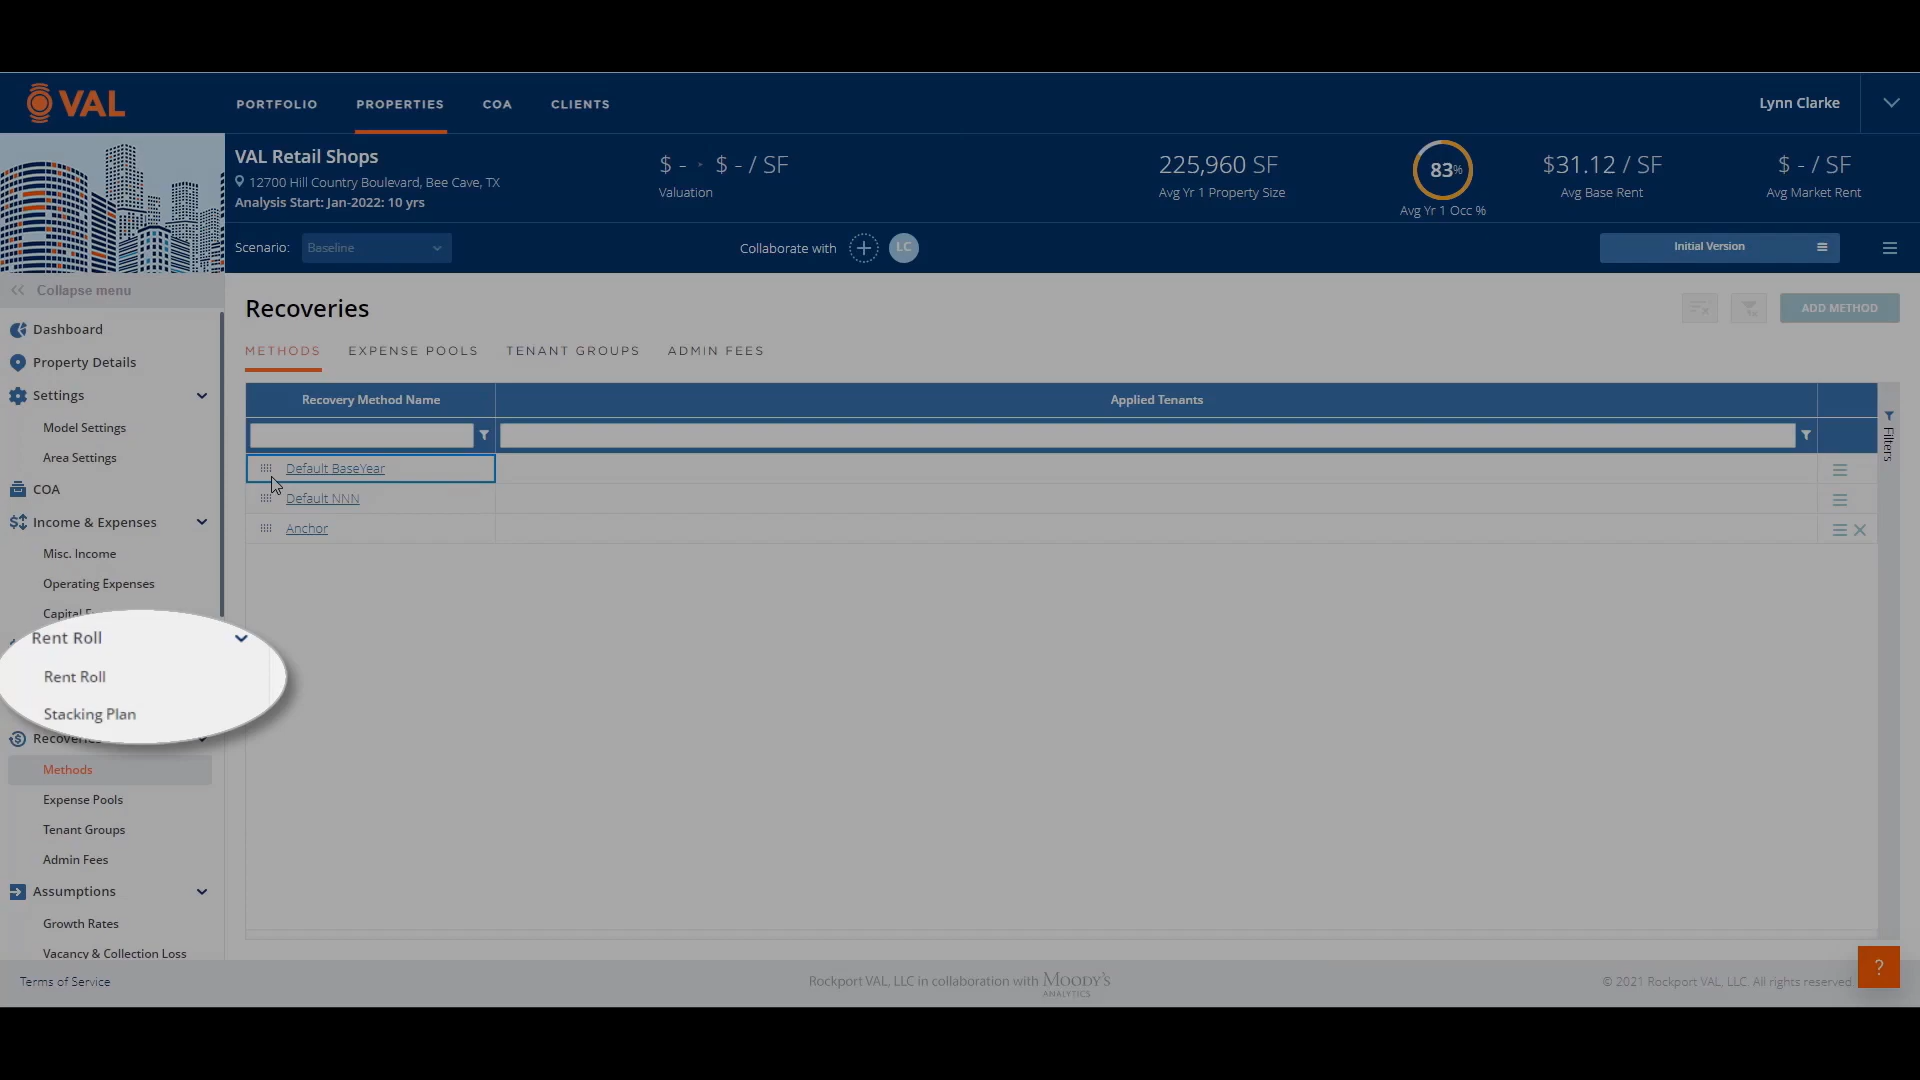 VAL
PORTFOLIO PROPERTIES COA CLIENTS
Lynn Clarke
VAL Retail Shops
12700 Hill Country Boulevard, Bee Cave, TX
Analysis Start: Jan-2022: 10 yrs
$ - $ - / SF
Valuation
225,960 SF
Avg Yr 1 Property Size
83%
Avg Yr 1 Occ %
$31.12 / SF
Avg Base Rent
$ - / SF
Avg Market Rent
Scenario: Baseline
Collaborate with LC
Initial Version
Collapse menu
Dashboard
Property Details
Settings
Model Settings
Area Settings
COA
Income & Expenses
Misc. Income
Operating Expenses
Capital
Rent Roll
Rent Roll
Stacking Plan
Recoveries
Methods
Expense Pools
Tenant Groups
Admin Fees
Assumptions
Growth Rates
Vacancy & Collection Loss
Recoveries
ADD METHOD
METHODS EXPENSE POOLS TENANT GROUPS ADMIN FEES
Recovery Method Name Applied Tenants
Filters
Default BaseYear
Default NNN
Anchor
?
Terms of Service
Rockport VAL, LLC in collaboration with MOODY'S
ANALYTICS
© 2021 Rockport VAL, LLC. All rights reserved.